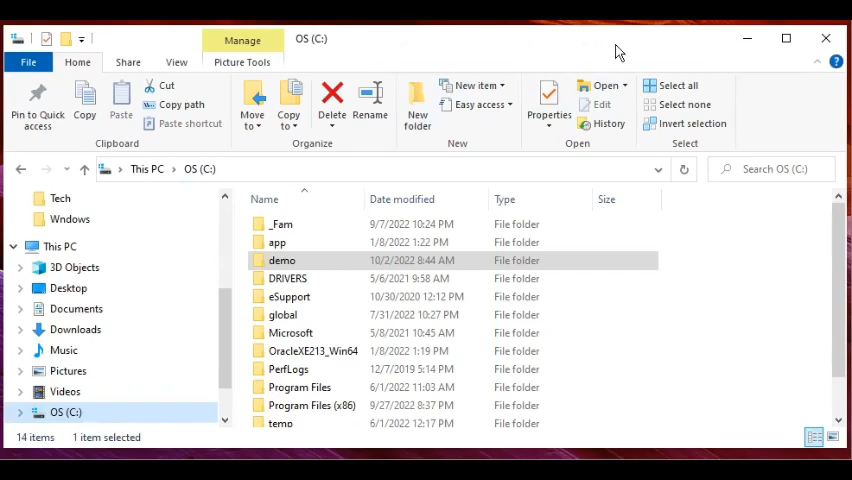 Manage OS (C:)
File Home Share View Picture Tools
Pin to Quick access
Copy
Paste
Cut
Copy path
Paste shortcut
Clipboard
Move to
Copy to
Delete
Rename
Organize
New folder
New item
Easy access
New
Properties
Open
Edit
History
Open
Select all
Select none
Invert selection
Select
This PC OS (C:) Search OS (C:)
Tech
Wndows
This PC
3D Objects
Desktop
Documents
Downloads
Music
Pictures
Videos
OS (C:)
Name Date modified Type Size
_Fam 9/7/2022 10:24 PM File folder
app 1/8/2022 1:22 PM File folder
demo 10/2/2022 8:44 AM File folder
DRIVERS 5/6/2021 9:58 AM File folder
eSupport 10/30/2020 12:12 PM File folder
global 7/31/2022 10:27 PM File folder
Microsoft 5/8/2021 10:45 AM File folder
OracleXE213_Win64 1/8/2022 1:19 PM File folder
PerfLogs 12/7/2019 5:14 PM File folder
Program Files 6/1/2022 11:03 AM File folder
Program Files (x86) 9/27/2022 8:37 PM File folder
temp 6/1/2022 12:17 PM File folder
14 items 1 item selected